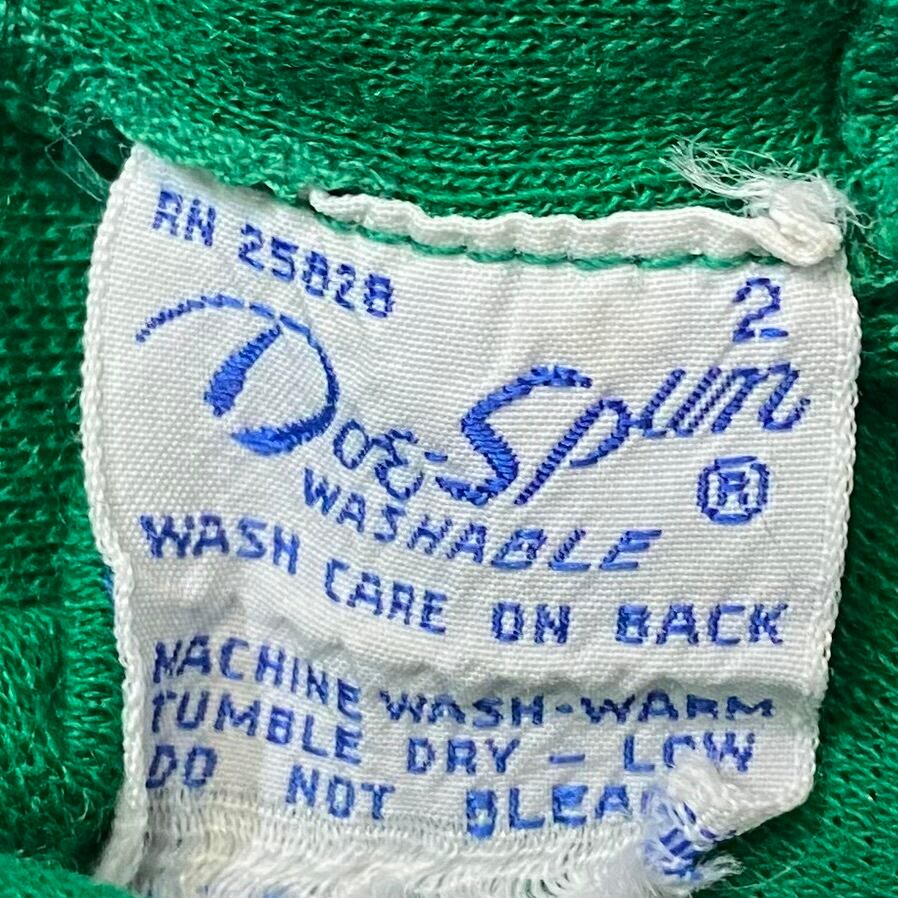 RN 25828
2
Doe-Spun ®
WASHABLE
WASH CARE ON BACK
MACHINE WASH-WARM
TUMBLE DRY - LOW
DO NOT